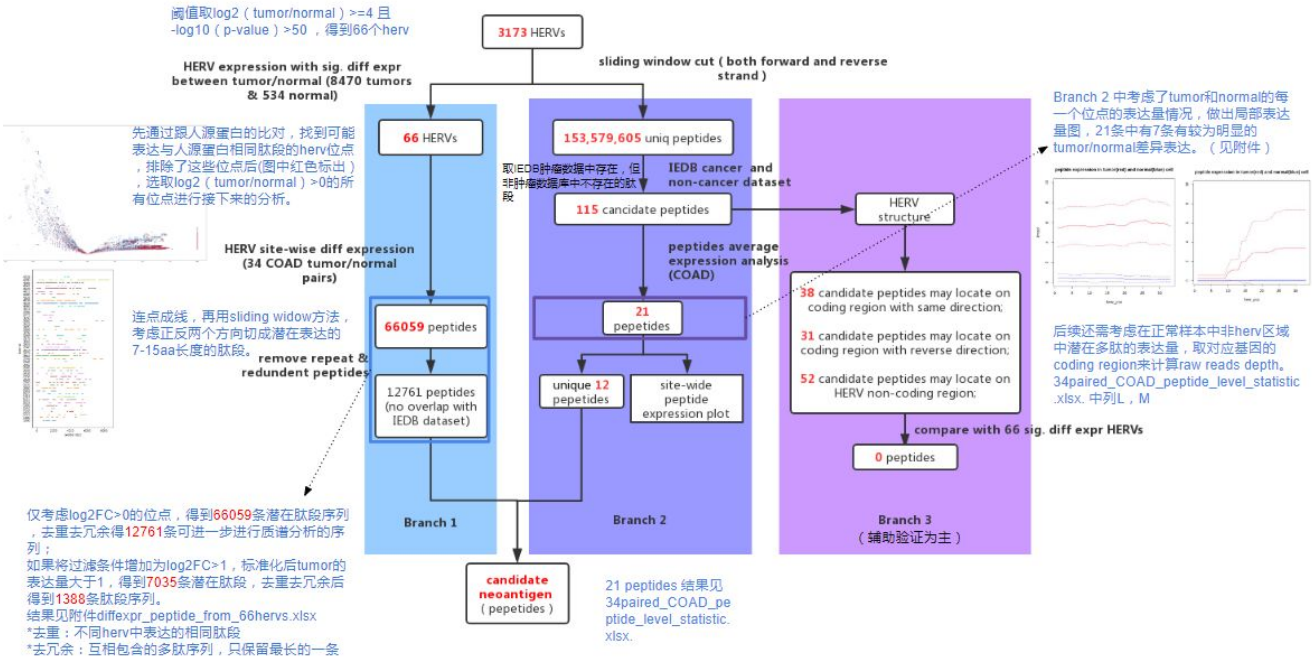 阈值取log2（tumor/normal）>=4 且
-log10（p-value）>50 ，得到66个herv
3173 HERVs
HERV expression with sig. diff expr
between tumor/normal (8470 tumors
& 534 normal)
sliding window cut ( both forward and reverse
strand )
先通过跟人源蛋白的比对，找到可能
表达与人源蛋白相同肽段的herv位点
，排除了这些位点后(图中红色标出）
，选取log2（tumor/normal）>0的所
有位点进行接下来的分析。
66 HERVs
153,579,605 uniq peptides
取IEDB肿瘤数据中存在，但
非肿瘤数据库中不存在的肽
段
IEDB cancer and
non-cancer dataset
115 cancidate peptides
HERV
structure
Branch 2 中考虑了tumor和normal的每
一个位点的表达量情况，做出局部表达
量图，21条中有7条有较为明显的
tumor/normal差异表达。（见附件）
peptide expression in tumor(red) and normal(blue) cell
peptide expression in tumor(red) and normal(blue) cell
HERV site-wise diff expression
(34 COAD tumor/normal
pairs)
peptides average
expression analysis
(COAD)
连点成线，再用sliding widow方法，
考虑正反两个方向切成潜在表达的
7-15aa长度的肽段。
66059 peptides
remove repeat &
redundent peptides
12761 peptides
(no overlap with
IEDB dataset)
21
pepetides
unique 12
pepetides
site-wide
peptide
expression plot
38 candidate peptides may locate on
coding region with same direction;
31 candidate peptides may locate on
coding region with reverse direction;
52 candidate peptides may locate on
HERV non-coding region;
compare with 66 sig. diff expr HERVs
0 peptides
后续还需考虑在正常样本中非herv区域
中潜在多肽的表达量，取对应基因的
coding region来计算raw reads depth。
34paired_COAD_peptide_level_statistic
.xlsx. 中列L，M
Branch 1
Branch 2
Branch 3
（辅助验证为主）
仅考虑log2FC>0的位点，得到66059条潜在肽段序列
，去重去冗余得12761条可进一步进行质谱分析的序
列；
如果将过滤条件增加为log2FC>1，标准化后tumor的
表达量大于1，得到7035条潜在肽段，去重去冗余后
得到1388条肽段序列。
结果见附件diffexpr_peptide_from_66hervs.xlsx
*去重：不同herv中表达的相同肽段
*去冗余：互相包含的多肽序列，只保留最长的一条
candidate
neoantigen
( pepetides )
21 peptides 结果见
34paired_COAD_pe
ptide_level_statistic.
xlsx.